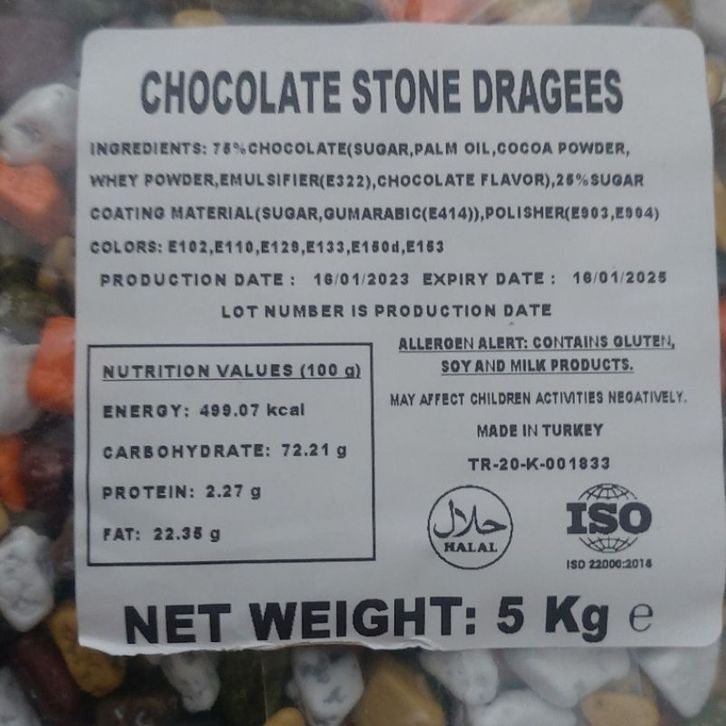 CHOCOLATE STONE DRAGEES
INGREDIENTS: 75%CHOCOLATE(SUGAR,PALM OIL,COCOA POWDER,
WHEY POWDER,EMULSIFIER(E322),CHOCOLATE FLAVOR),25%SUGAR
COATING MATERIAL(SUGAR,GUMARABIC(E414)),POLISHER(E903,E904)
COLORS: E102,E110,E129,E133,E150d,E153
PRODUCTION DATE : 16/01/2023 EXPIRY DATE : 16/01/2025
LOT NUMBER IS PRODUCTION DATE
NUTRITION VALUES (100 g)
ENERGY: 499.07 kcal
CARBOHYDRATE: 72.21 g
PROTEIN: 2.27 g
FAT: 22.35 g
ALLERGEN ALERT: CONTAINS GLUTEN,
SOY AND MILK PRODUCTS.
MAY AFFECT CHILDREN ACTIVITIES NEGATIVELY.
MADE IN TURKEY
TR-20-K-001833
حلال
HALAL
ISO
ISO 22000:2018
NET WEIGHT: 5 Kg e